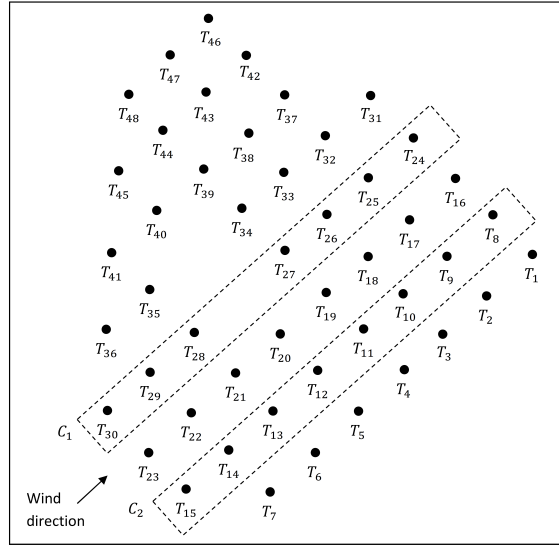 T₄₆
T₄₇ T₄₂
T₄₈ T₄₃ T₃₇ T₃₁
T₄₄ T₃₈ T₃₂ T₂₄
T₄₅ T₃₉ T₃₃ T₂₅ T₁₆
T₄₀ T₃₄ T₂₆ T₁₇ T₈
T₄₁ T₂₇ T₁₈ T₉ T₁
T₃₅ T₁₉ T₁₀ T₂
T₃₆ T₂₈ T₂₀ T₁₁ T₃
T₂₉ T₂₁ T₁₂ T₄
C₁ T₃₀ T₂₂ T₁₃ T₅
T₂₃ T₁₄ T₆
Wind
direction
C₂ T₁₅ T₇